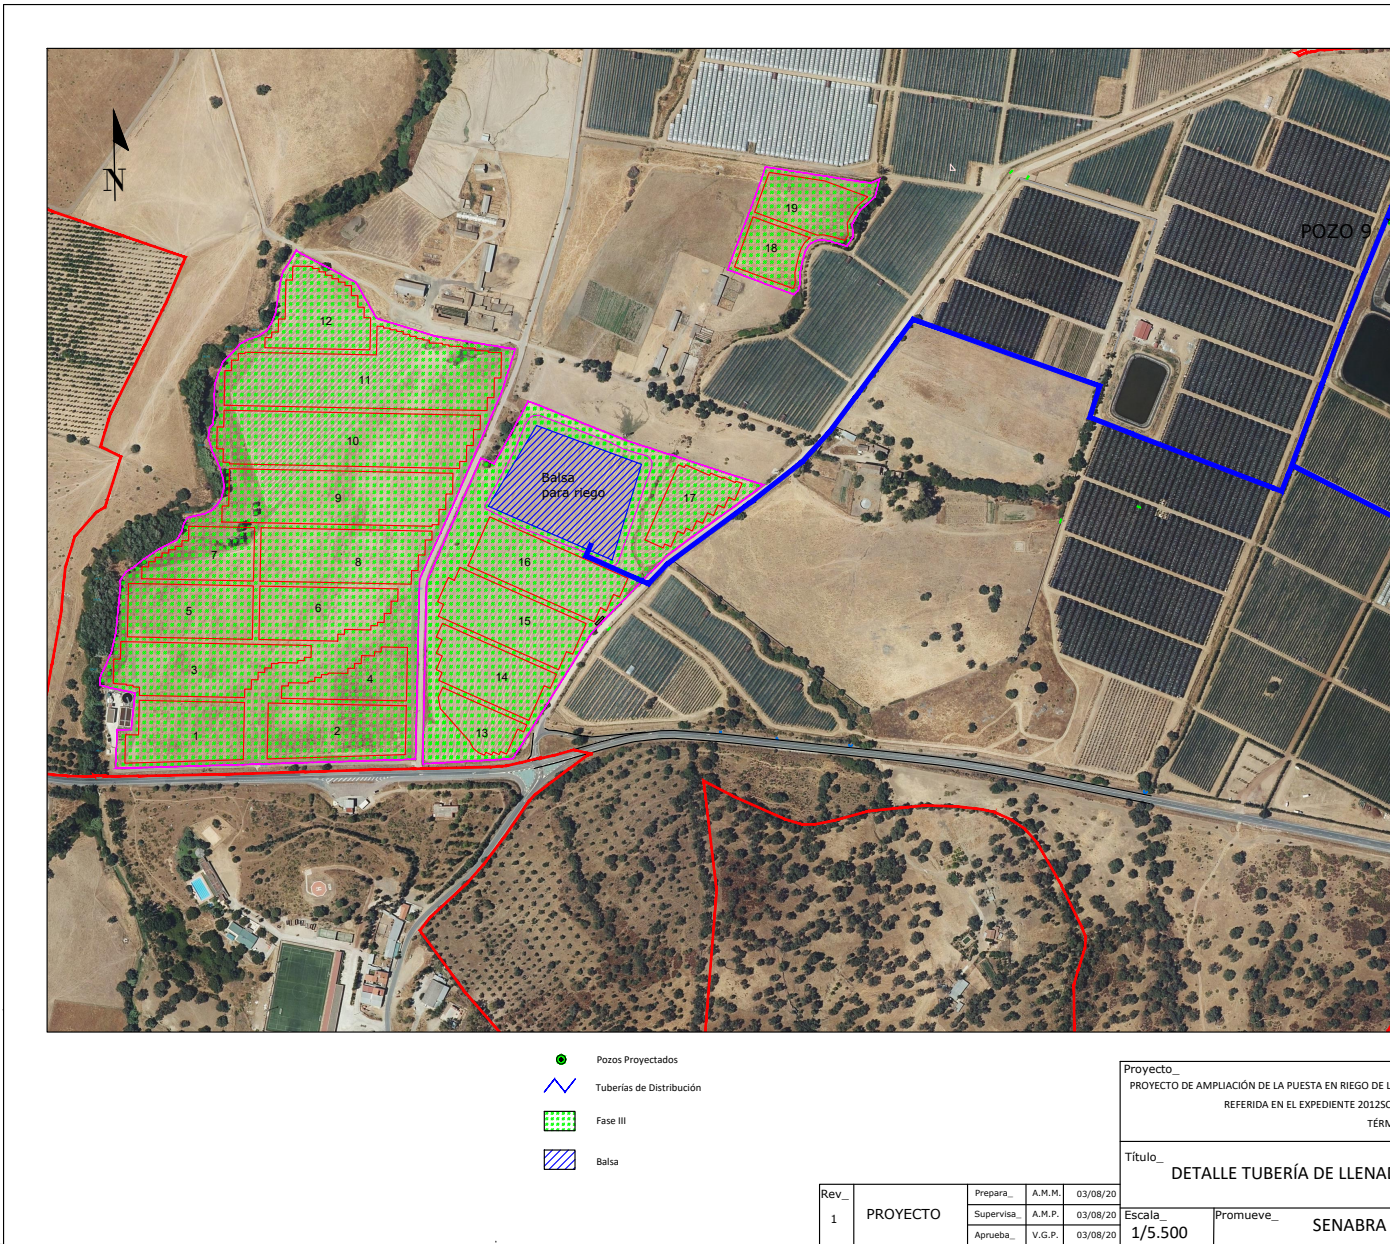 N
POZO 9
19
18
12
11
10
Balsa
para riego
17
9
7
8
16
5
6
15
3
4
14
1
2
13
Pozos Proyectados
Tuberías de Distribución
Fase III
Balsa
Proyecto_
PROYECTO DE AMPLIACIÓN DE LA PUESTA EN RIEGO DE L
REFERIDA EN EL EXPEDIENTE 2012SC
TÉRM
Título_
DETALLE TUBERÍA DE LLENAD
Rev_
1
PROYECTO
Prepara_ A.M.M. 03/08/20
Supervisa_ A.M.P. 03/08/20
Aprueba_ V.G.P. 03/08/20
Escala_
1/5.500
Promueve_
SENABRA